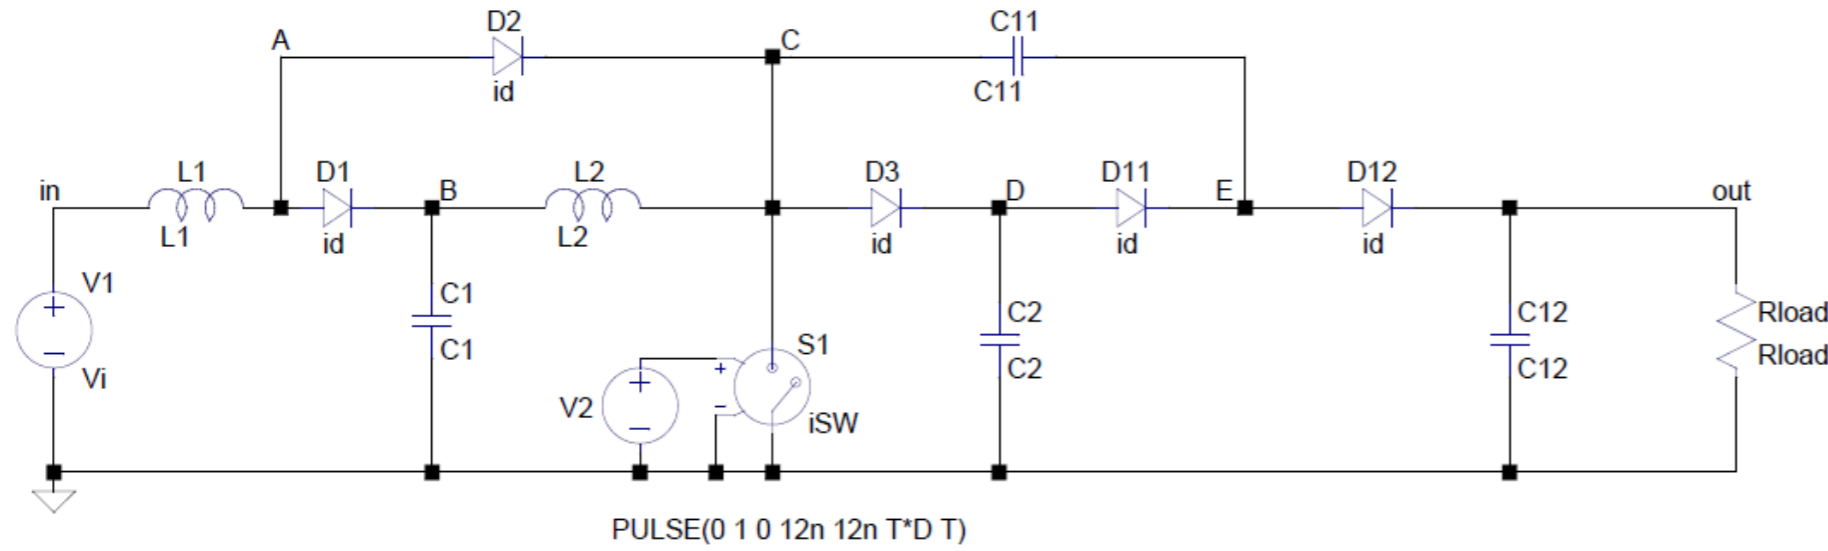 D2
C11
A
C
id
C11
L1
D1
L2
D3
D11
D12
in
B
D
E
out
L1
id
L2
id
id
id
V1
+
−
Vi
C1
C1
V2
+
−
+
−
S1
iSW
C2
C2
C12
C12
Rload
Rload
PULSE(0 1 0 12n 12n T*D T)